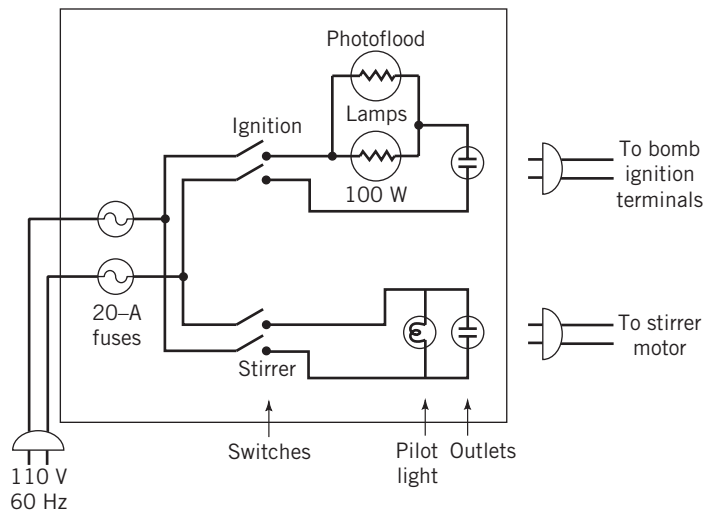 Photoflood
Lamps
Ignition
100 W
To bomb
ignition
terminals
20–A
fuses
Stirrer
To stirrer
motor
Switches
Pilot
light
Outlets
110 V
60 Hz